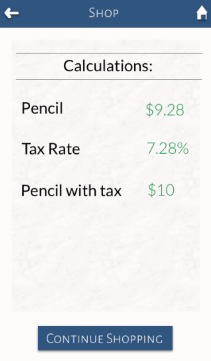 Shop
Calculations:
Pencil $9.28
Tax Rate 7.28%
Pencil with tax $10
Continue Shopping